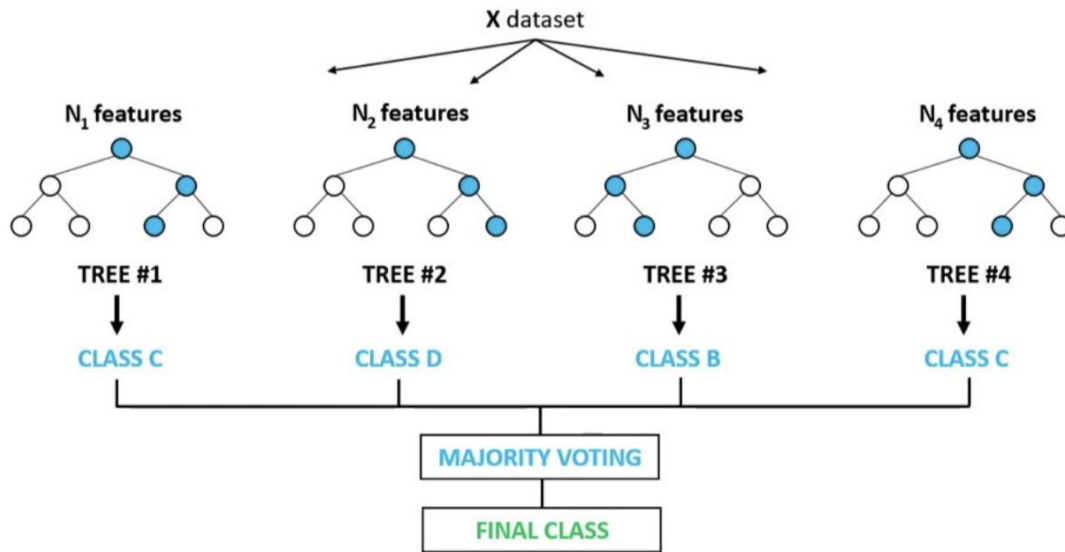 X dataset
N₁ features N₂ features N₃ features N₄ features
TREE #1 TREE #2 TREE #3 TREE #4
CLASS C CLASS D CLASS B CLASS C
MAJORITY VOTING
FINAL CLASS